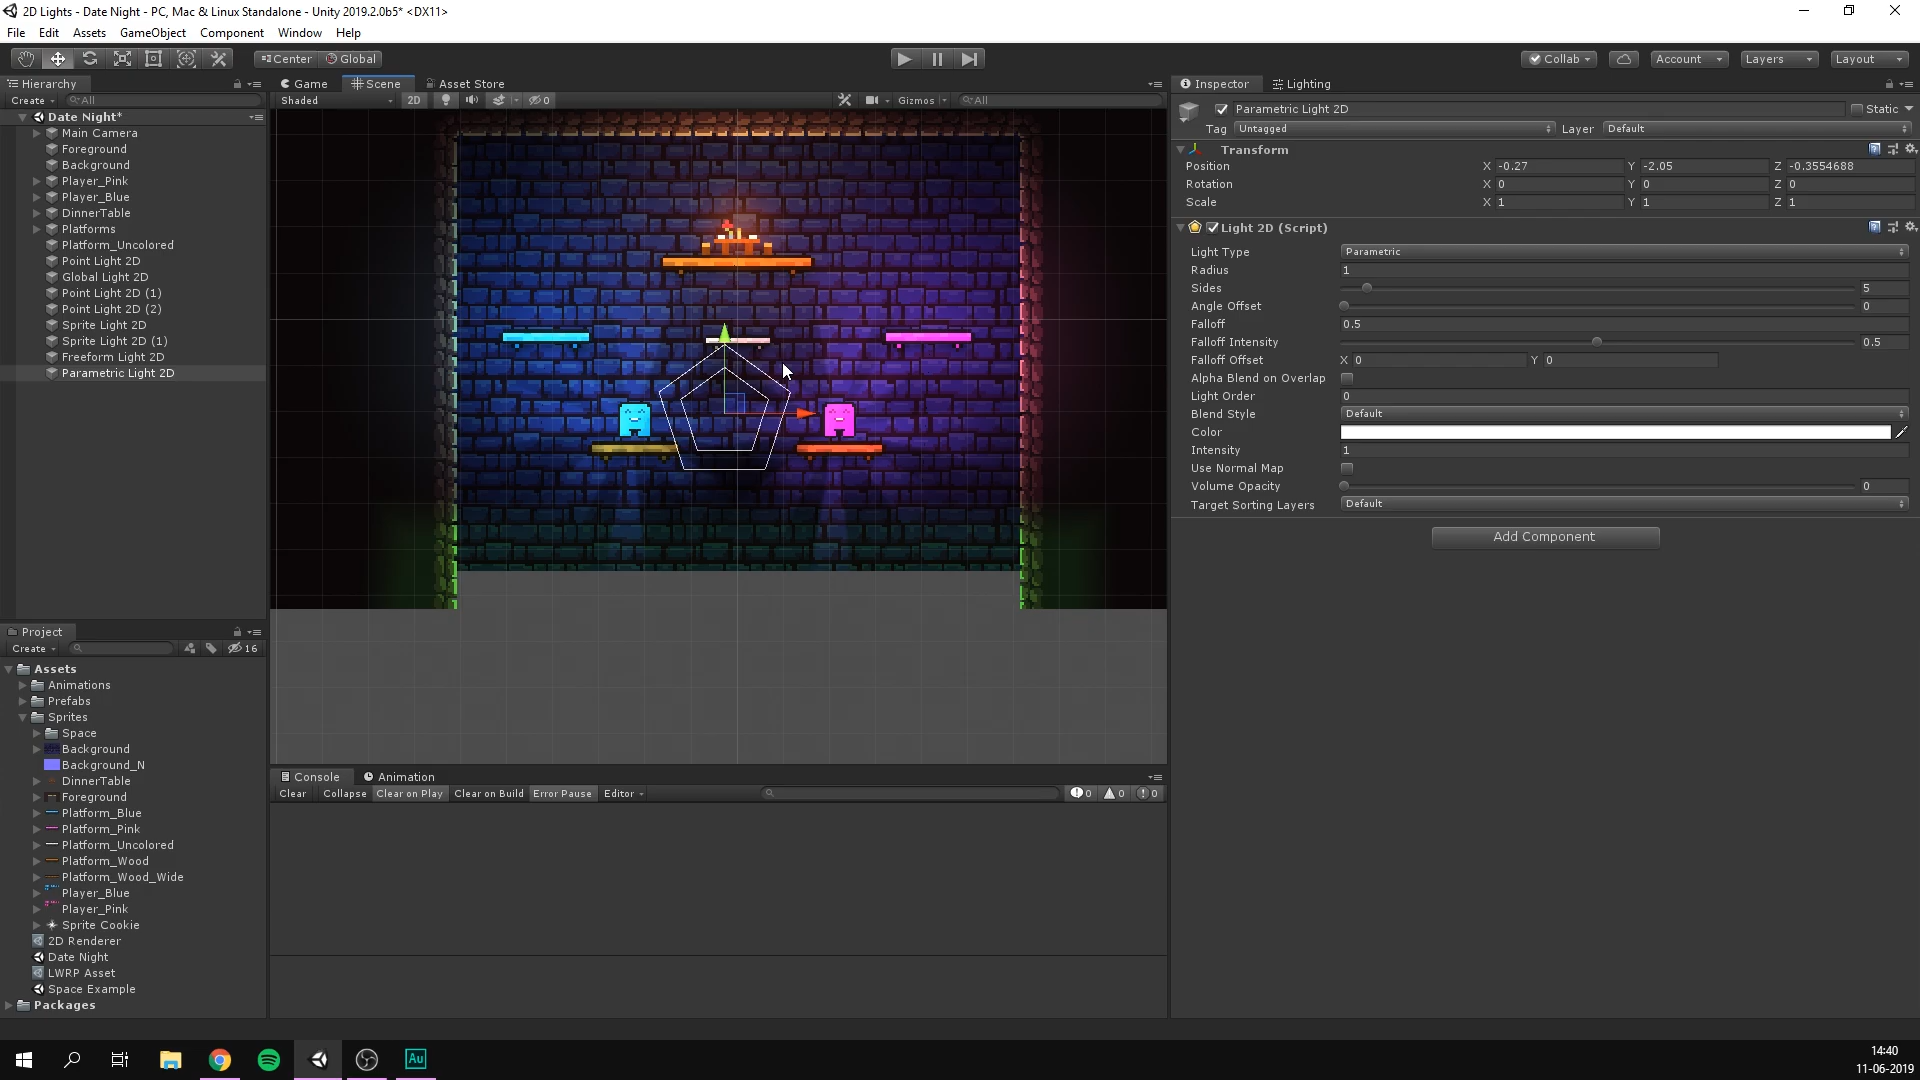 2D Lights - Date Night - PC, Mac & Linux Standalone - Unity 2019.2.0b5* <DX11>
File Edit Assets GameObject Component Window Help
Center Global Collab Account Layers Layout
Hierarchy
Create All
Date Night*
Main Camera
Foreground
Background
Player_Pink
Player_Blue
DinnerTable
Platforms
Platform_Uncolored
Point Light 2D
Global Light 2D
Point Light 2D (1)
Point Light 2D (2)
Sprite Light 2D
Sprite Light 2D (1)
Freeform Light 2D
Parametric Light 2D
Game Scene Asset Store
Shaded 2D 0 Gizmos All
Inspector Lighting
Parametric Light 2D Static
Tag Untagged Layer Default
Transform
Position X -0.27 Y -2.05 Z -0.3554688
Rotation X 0 Y 0 Z 0
Scale X 1 Y 1 Z 1
Light 2D (Script)
Light Type Parametric
Radius 1
Sides 5
Angle Offset 0
Falloff 0.5
Falloff Intensity 0.5
Falloff Offset X 0 Y 0
Alpha Blend on Overlap
Light Order 0
Blend Style Default
Color
Intensity 1
Use Normal Map
Volume Opacity 0
Target Sorting Layers Default
Add Component
Project
Create 16
Assets
Animations
Prefabs
Sprites
Space
Background
Background_N
DinnerTable
Foreground
Platform_Blue
Platform_Pink
Platform_Uncolored
Platform_Wood
Platform_Wood_Wide
Player_Blue
Player_Pink
Sprite Cookie
2D Renderer
Date Night
LWRP Asset
Space Example
Packages
Console Animation
Clear Collapse Clear on Play Clear on Build Error Pause Editor 0 0 0
Au
14:40
11-06-2019